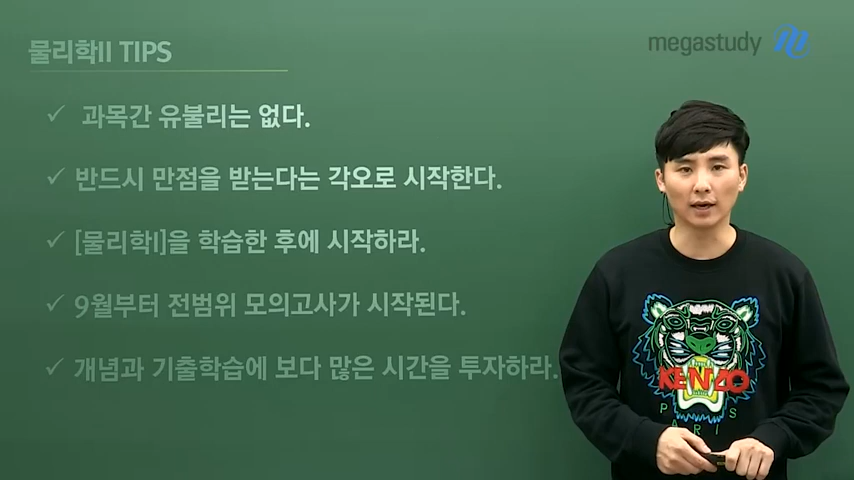 물리학II TIPS
megastudy
✓ 과목간 유불리는 없다.
✓ 반드시 만점을 받는다는 각오로 시작한다.
✓ [물리학I]을 학습한 후에 시작하라.
✓ 9월부터 전범위 모의고사가 시작된다.
✓ 개념과 기출학습에 보다 많은 시간을 투자하라.
KENZO
PARIS
PARIS